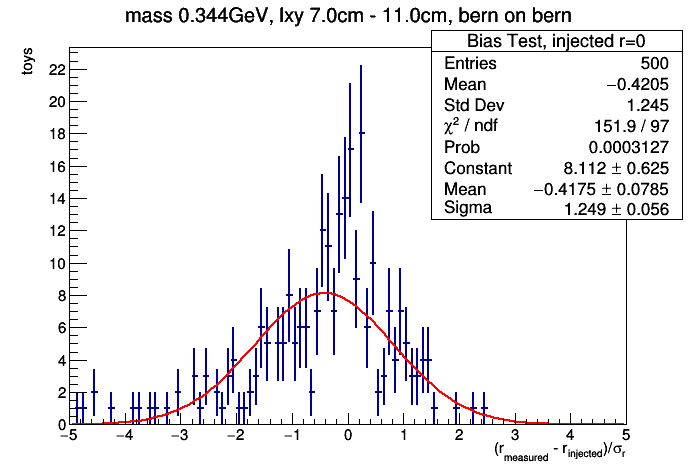 mass 0.344GeV, lxy 7.0cm - 11.0cm, bern on bern
Bias Test, injected r=0
Entries 500
Mean −0.4205
Std Dev 1.245
χ² / ndf 151.9 / 97
Prob 0.0003127
Constant 8.112 ± 0.625
Mean −0.4175 ± 0.0785
Sigma 1.249 ± 0.056
toys
22
20
18
16
14
12
10
8
6
4
2
0
−5 −4 −3 −2 −1 0 1 2 3 4 5
(r_measured - r_injected)/σ_r